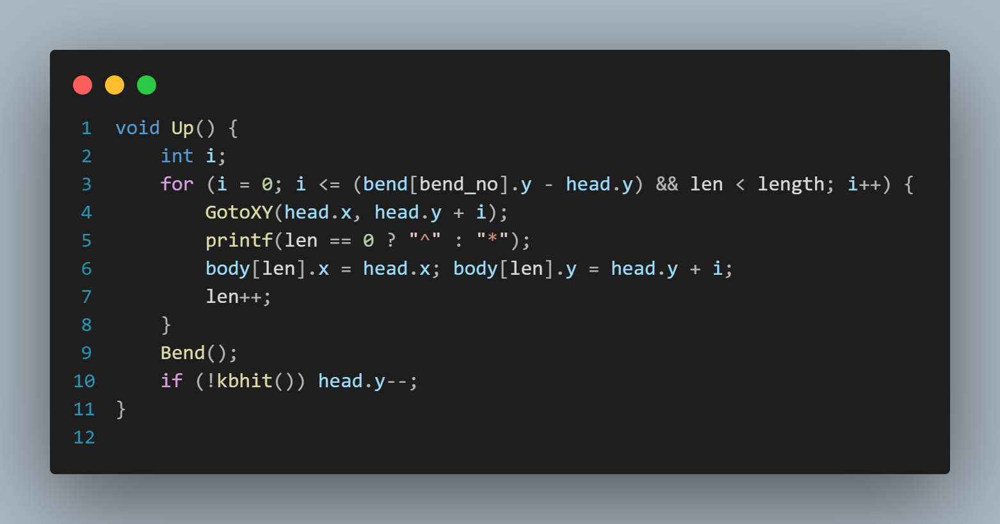 1 void Up() {
2     int i;
3     for (i = 0; i <= (bend[bend_no].y - head.y) && len < length; i++) {
4         GotoXY(head.x, head.y + i);
5         printf(len == 0 ? "^" : "*");
6         body[len].x = head.x; body[len].y = head.y + i;
7         len++;
8     }
9     Bend();
10     if (!kbhit()) head.y--;
11 }
12